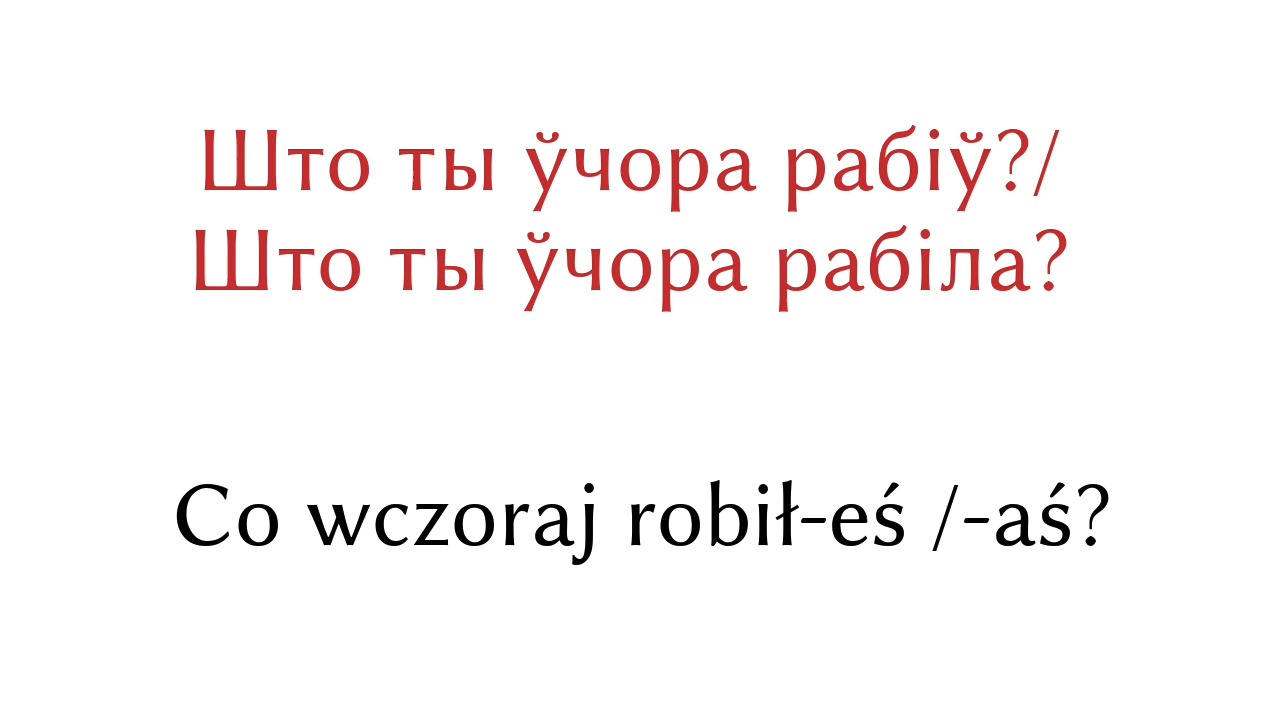 Што ты ўчора рабіў?/
Што ты ўчора рабіла?
Co wczoraj robił-eś /-aś?